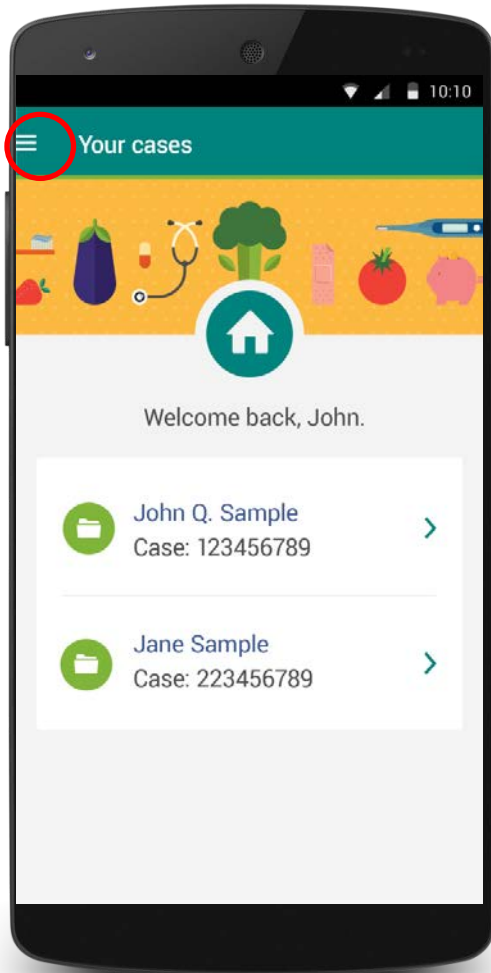 10:10
Your cases
Welcome back, John.
John Q. Sample
Case: 123456789
Jane Sample
Case: 223456789